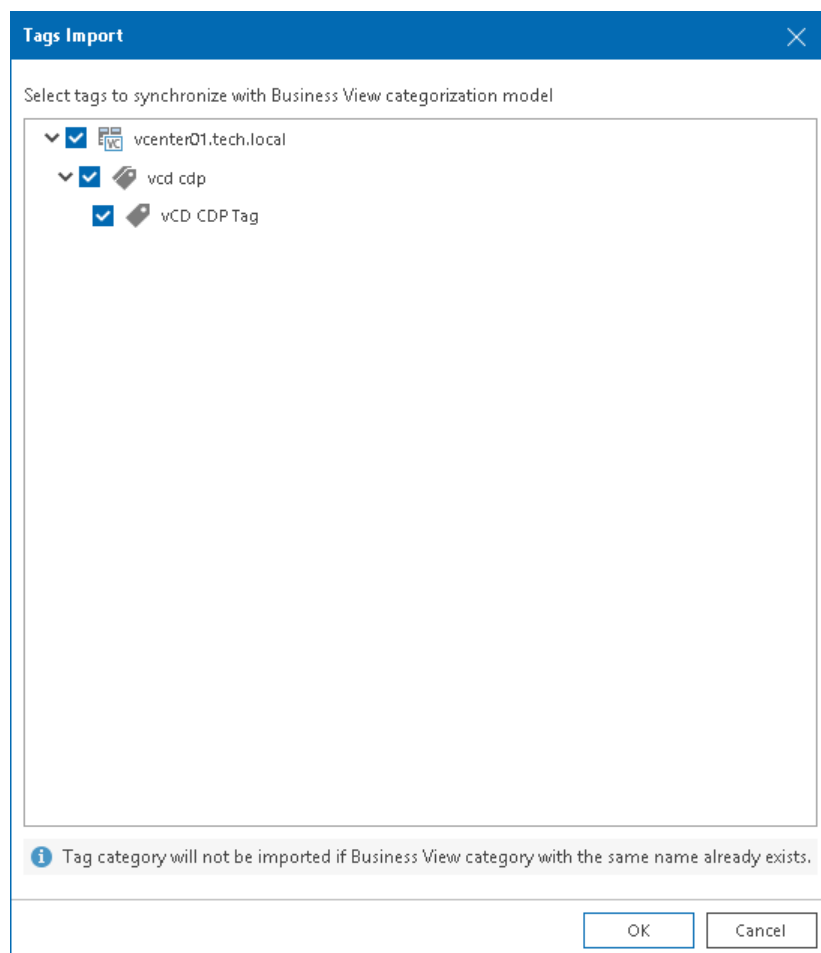 Tags Import
Select tags to synchronize with Business View categorization model
VC
vcenter01.tech.local
vcd cdp
vCD CDP Tag
Tag category will not be imported if Business View category with the same name already exists.
OK
Cancel